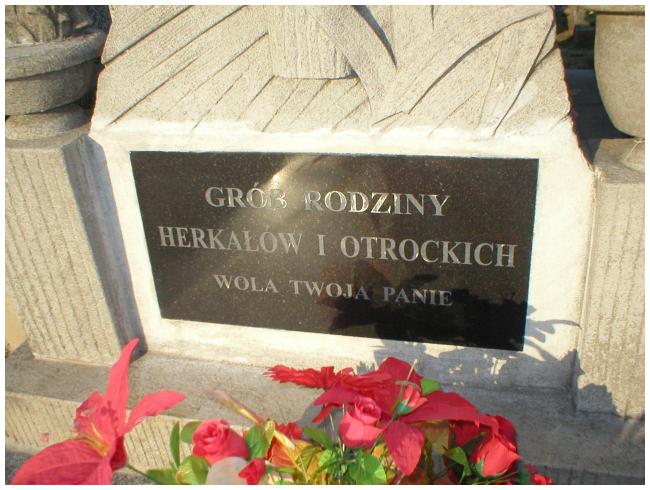 GRÓB RODZINY
HERKAŁÓW I OTROCKICH
WOLA TWOJA PANIE